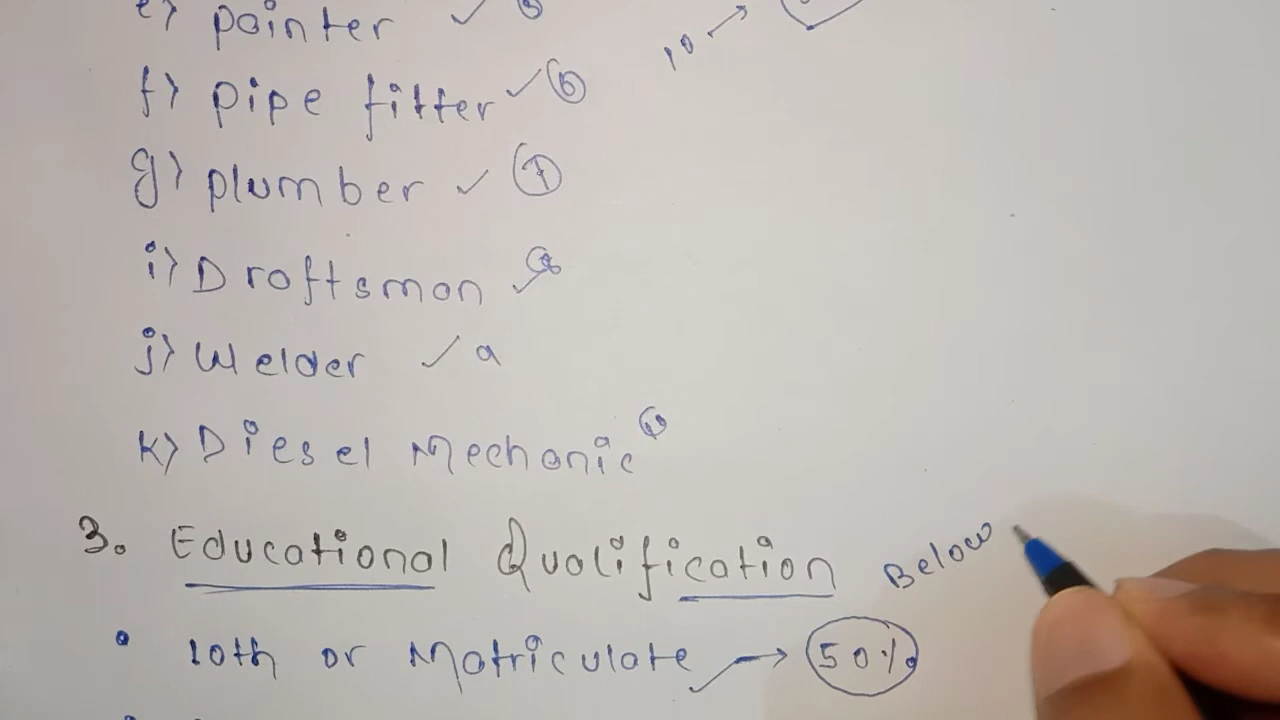 e) painter ✓ 5
10 →
f) pipe fitter ✓ 6
g) plumber ✓ 7
i) Draftsman ✓ 8
j) Welder ✓ 9
k) Diesel Mechanic 10
3. Educational Qualification Below
• 10th or Matriculate ✓ → 50%